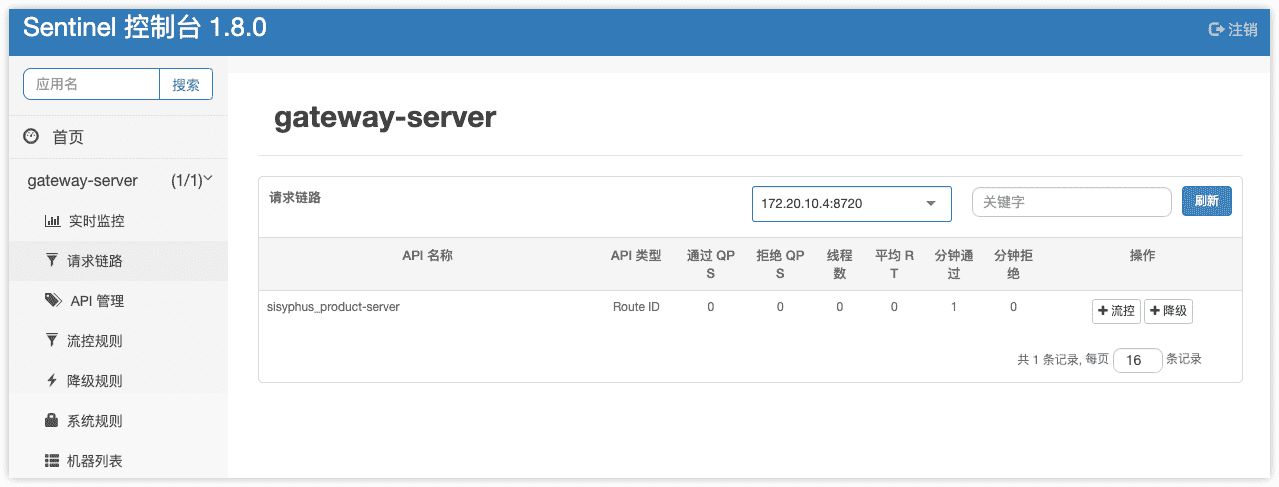 Sentinel 控制台 1.8.0
注销
应用名
搜索
首页
gateway-server (1/1)
实时监控
请求链路
API 管理
流控规则
降级规则
系统规则
机器列表
gateway-server
请求链路
172.20.10.4:8720
关键字
刷新
API 名称 API 类型 通过 QP 拒绝 QP 线程 平均 R 分钟通 分钟拒 操作
S S 数 T 过 绝
sisyphus_product-server Route ID 0 0 0 0 1 0 流控 降级
共 1 条记录, 每页 16 条记录